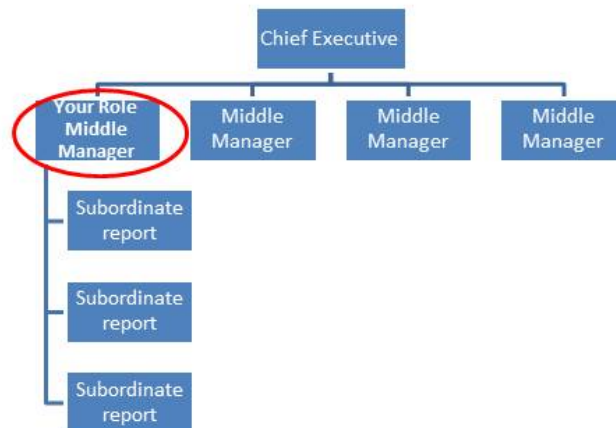 Chief Executive
Your Role
Middle
Manager
Middle
Manager
Middle
Manager
Middle
Manager
Subordinate
report
Subordinate
report
Subordinate
report